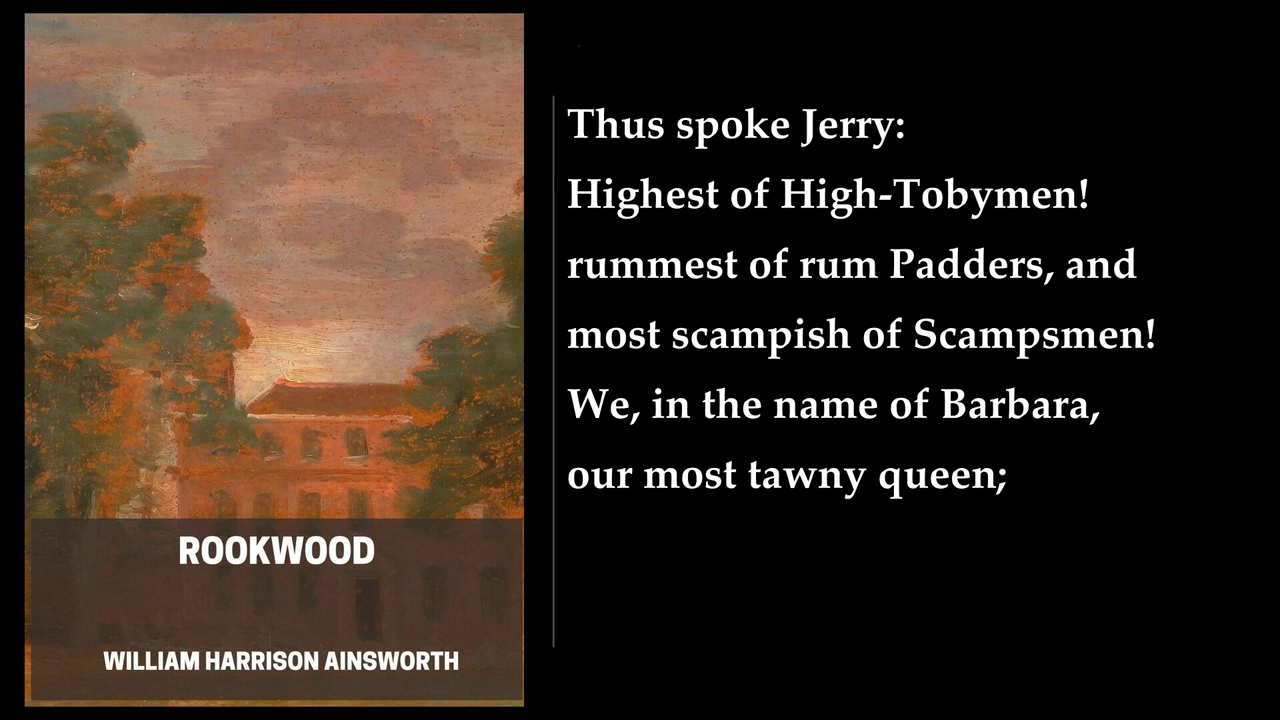 Thus spoke Jerry:
Highest of High-Tobymen!
rummest of rum Padders, and
most scampish of Scampsmen!
We, in the name of Barbara,
our most tawny queen;
ROOKWOOD
WILLIAM HARRISON AINSWORTH